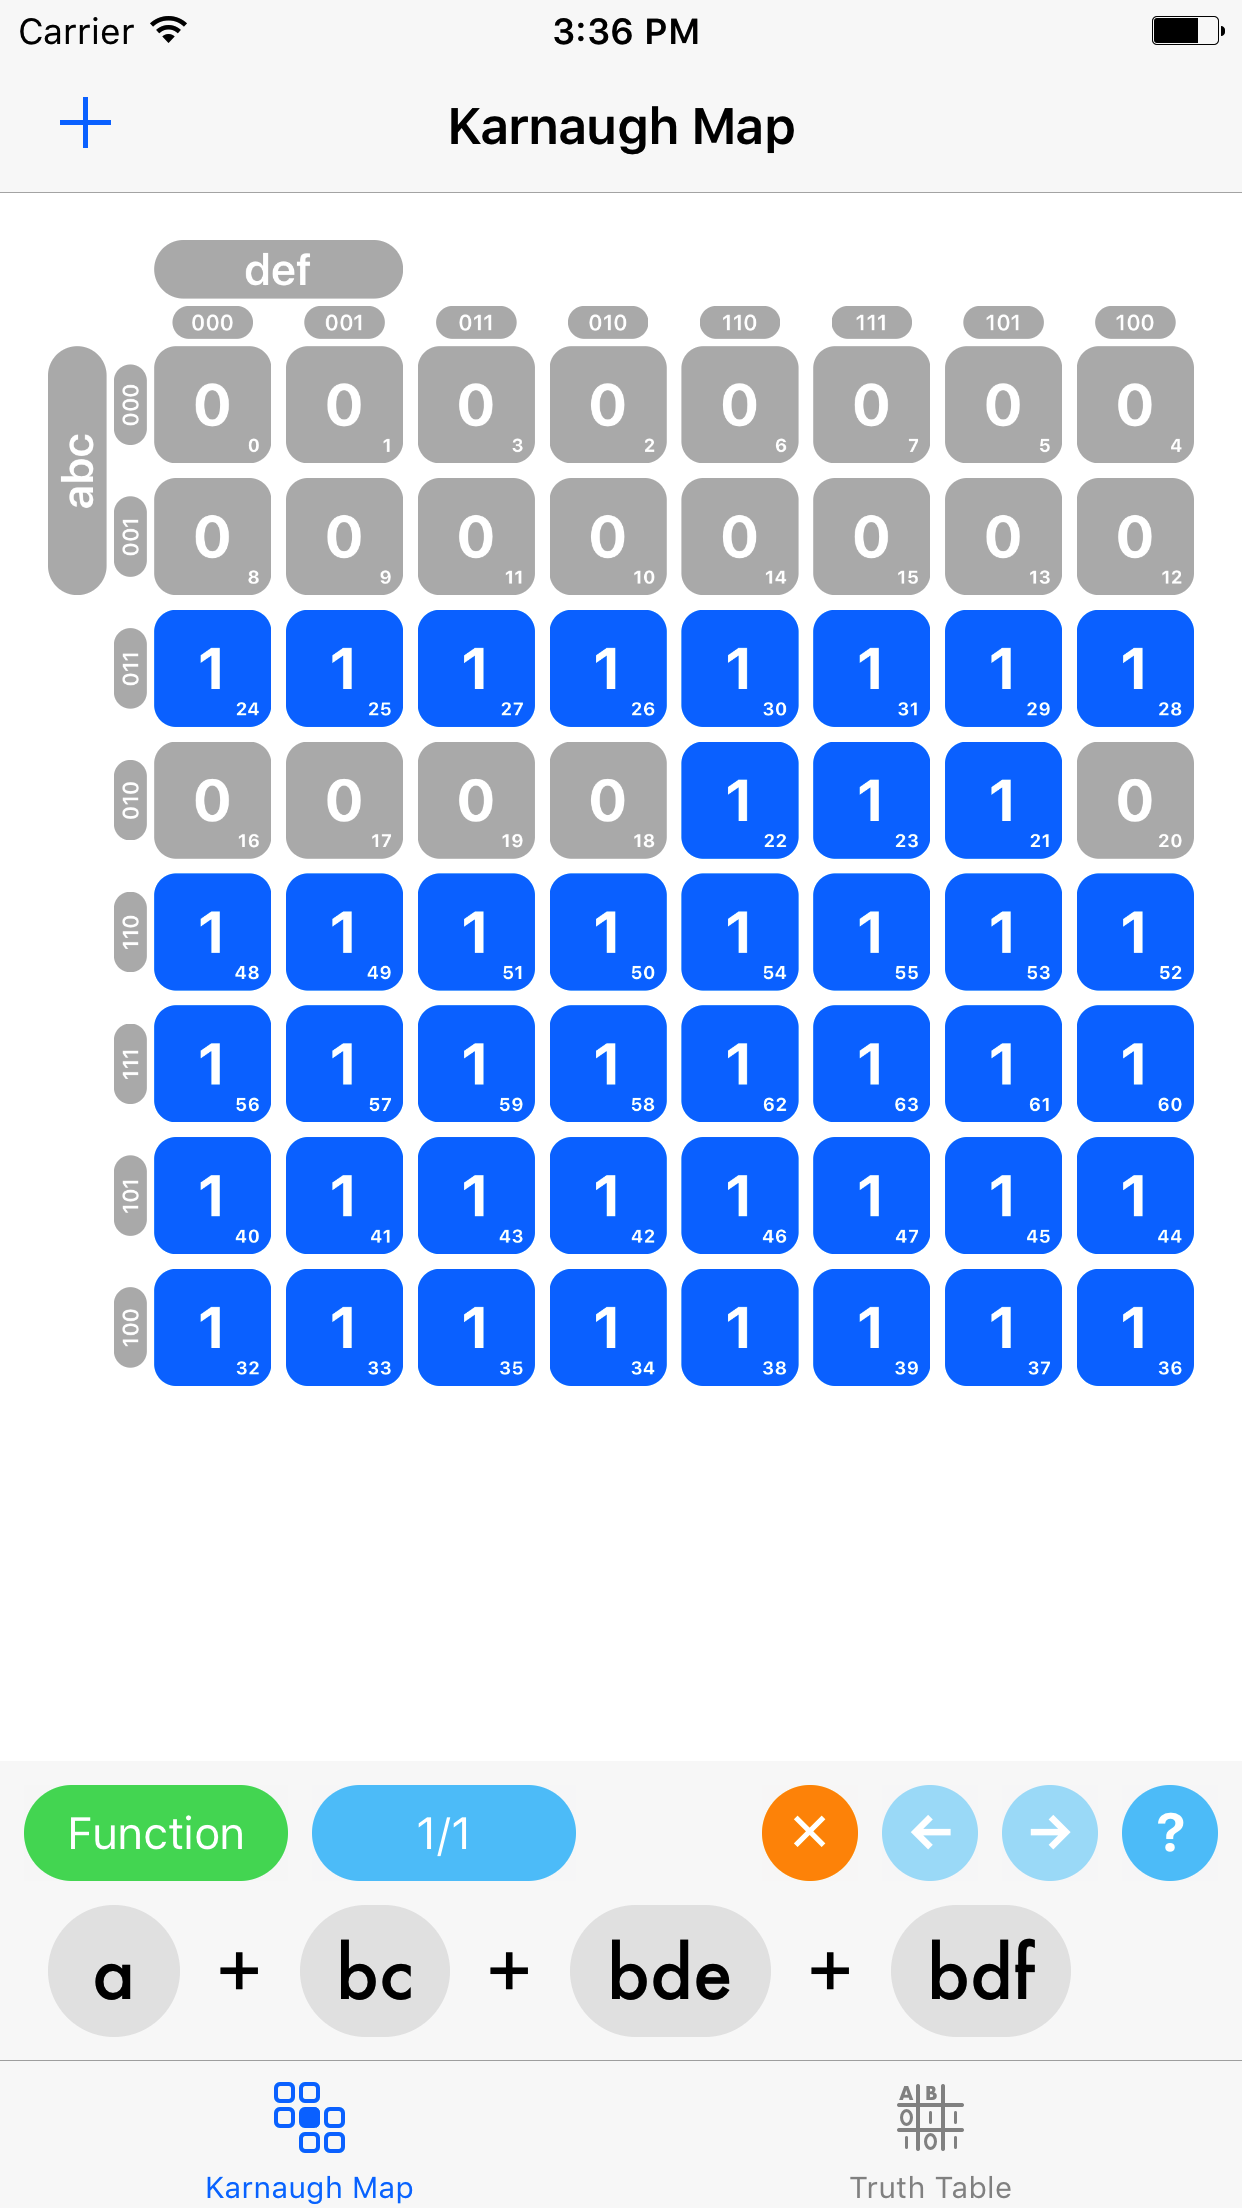 Carrier 3:36 PM
Karnaugh Map
def
000 001 011 010 110 111 101 100
abc
000 0 0 0 1 0 3 0 2 0 6 0 7 0 5 0 4
001 0 8 0 9 0 11 0 10 0 14 0 15 0 13 0 12
011 1 24 1 25 1 27 1 26 1 30 1 31 1 29 1 28
010 0 16 0 17 0 19 0 18 1 22 1 23 1 21 0 20
110 1 48 1 49 1 51 1 50 1 54 1 55 1 53 1 52
111 1 56 1 57 1 59 1 58 1 62 1 63 1 61 1 60
101 1 40 1 41 1 43 1 42 1 46 1 47 1 45 1 44
100 1 32 1 33 1 35 1 34 1 38 1 39 1 37 1 36
Function 1/1 ?
a + bc + bde + bdf
Karnaugh Map Truth Table